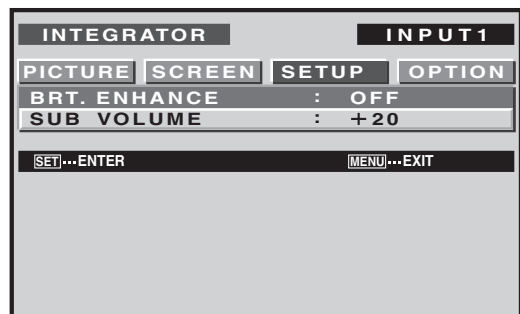 INTEGRATOR INPUT1
PICTURE SCREEN SETUP OPTION
BRT. ENHANCE : OFF
SUB VOLUME : +20
SET•••ENTER MENU•••EXIT